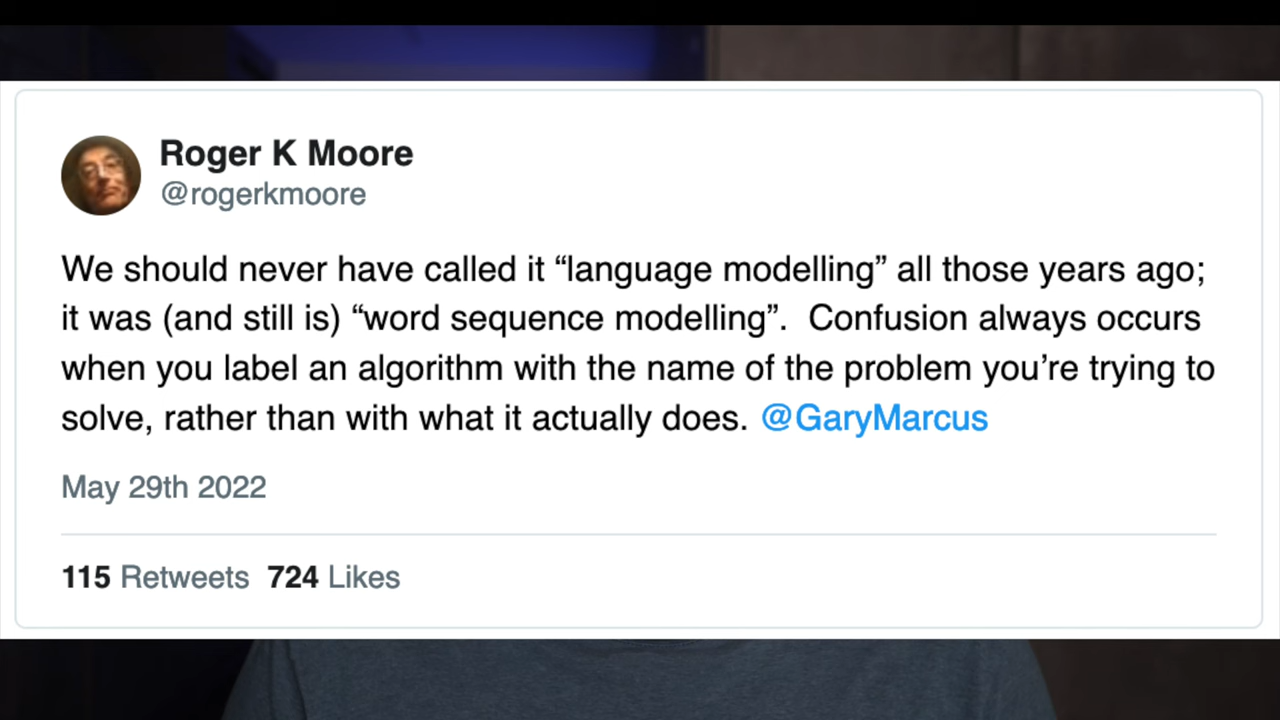 Roger K Moore
@rogerkmoore
We should never have called it “language modelling” all those years ago;
it was (and still is) “word sequence modelling”.  Confusion always occurs
when you label an algorithm with the name of the problem you’re trying to
solve, rather than with what it actually does. @GaryMarcus
May 29th 2022
115 Retweets 724 Likes